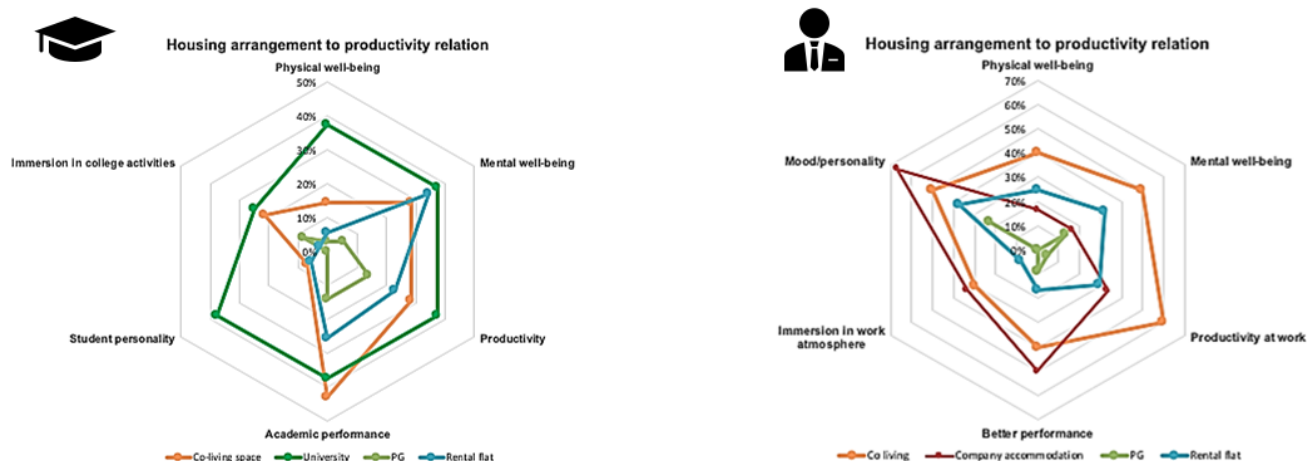 Housing arrangement to productivity relation
Physical well-being
50%
40%
30%
20%
10%
0%
Immersion in college activities
Mental well-being
Student personality
Productivity
Academic performance
Co-living space University PG Rental flat
Housing arrangement to productivity relation
Physical well-being
70%
60%
50%
40%
30%
20%
10%
0%
Mood/personality
Mental well-being
Immersion in work
atmosphere
Productivity at work
Better performance
Co living Company accommodation PG Rental flat